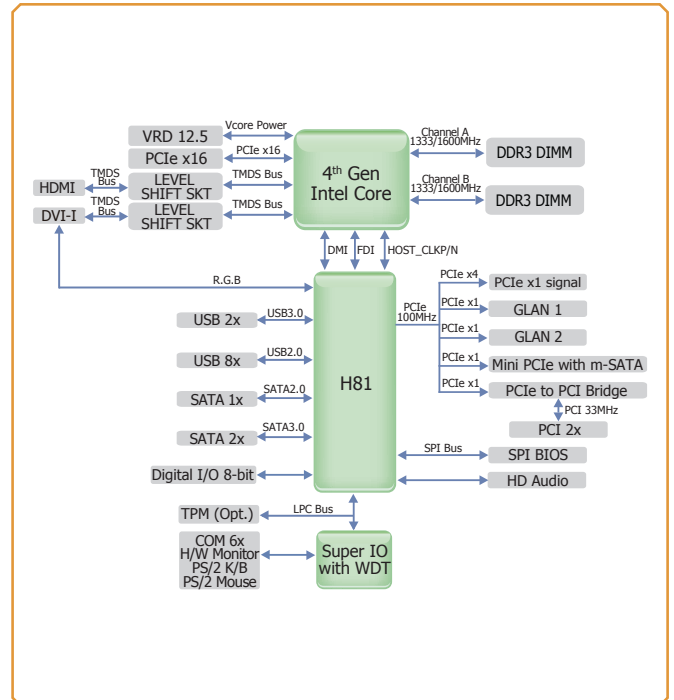 VRD 12.5
Vcore Power
PCIe x16
PCIe x16
HDMI
TMDS
Bus
LEVEL
SHIFT SKT
TMDS Bus
DVI-I
TMDS
Bus
LEVEL
SHIFT SKT
TMDS Bus
4th Gen
Intel Core
Channel A
1333/1600MHz
DDR3 DIMM
Channel B
1333/1600MHz
DDR3 DIMM
DMI
FDI
HOST_CLKP/N
R.G.B
USB 2x
USB3.0
USB 8x
USB2.0
SATA 1x
SATA2.0
SATA 2x
SATA3.0
Digital I/O 8-bit
H81
PCIe
100MHz
PCIe x4
PCIe x1 signal
PCIe x1
GLAN 1
PCIe x1
GLAN 2
PCIe x1
Mini PCIe with m-SATA
PCIe x1
PCIe to PCI Bridge
PCI 33MHz
PCI 2x
SPI Bus
SPI BIOS
HD Audio
TPM (Opt.)
LPC Bus
COM 6x
H/W Monitor
PS/2 K/B
PS/2 Mouse
Super IO
with WDT